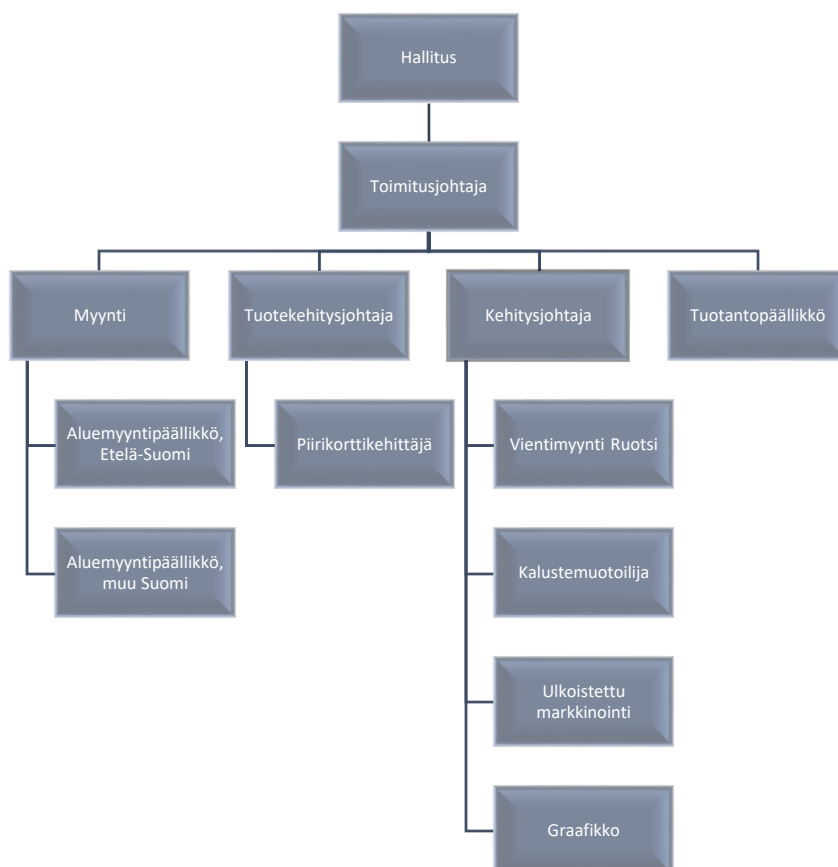 Hallitus
Toimitusjohtaja
Myynti
Tuotekehitysjohtaja
Kehitysjohtaja
Tuotantopäällikkö
Aluemyyntipäällikkö,
Etelä-Suomi
Piirikorttikehittäjä
Vientimyynti Ruotsi
Aluemyyntipäällikkö,
muu Suomi
Kalustemuotoilija
Ulkoistettu
markkinointi
Graafikko